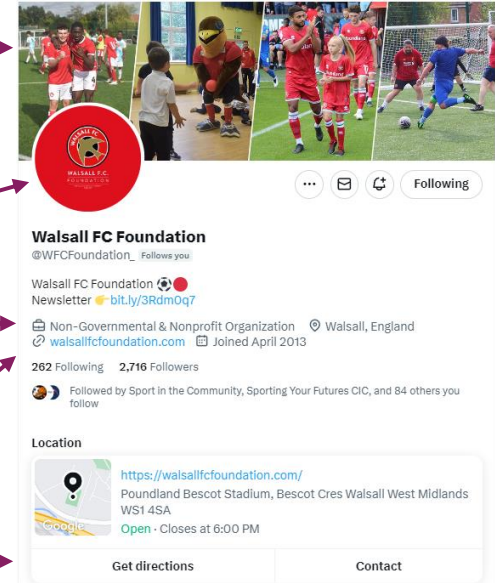 WALSALL FC
WALSALL F.C.
FOUNDATION
Following
Walsall FC Foundation
@WFCFoundation_ Follows you
Walsall FC Foundation ⚽🔴
Newsletter 👉bit.ly/3Rdm0q7
Non-Governmental & Nonprofit Organization Walsall, England
walsallfcfoundation.com Joined April 2013
262 Following 2,716 Followers
Followed by Sport in the Community, Sporting Your Futures CIC, and 84 others you
follow
Location
https://walsallfcfoundation.com/
Poundland Bescot Stadium, Bescot Cres Walsall West Midlands
WS1 4SA
Open · Closes at 6:00 PM
Google
Get directions Contact